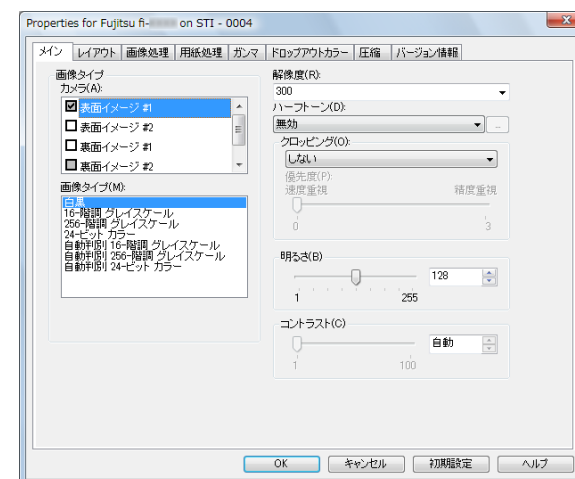 Properties for Fujitsu fi- on STI - 0004
メイン レイアウト 画像処理 用紙処理 ガンマ ドロップアウトカラー 圧縮 バージョン情報
画像タイプ
カメラ(A):
表面イメージ #1
表面イメージ #2
裏面イメージ #1
裏面イメージ #2
画像タイプ(M):
白黒
16-階調 グレイスケール
256-階調 グレイスケール
24-ビット カラー
自動判別 16-階調 グレイスケール
自動判別 256-階調 グレイスケール
自動判別 24-ビット カラー
解像度(R):
300
ハーフトーン(D):
無効
...
クロッピング(O):
しない
優先度(P):
速度重視 精度重視
0 3
明るさ(B)
128
1 255
コントラスト(C)
自動
1 100
OK キャンセル 初期設定 ヘルプ